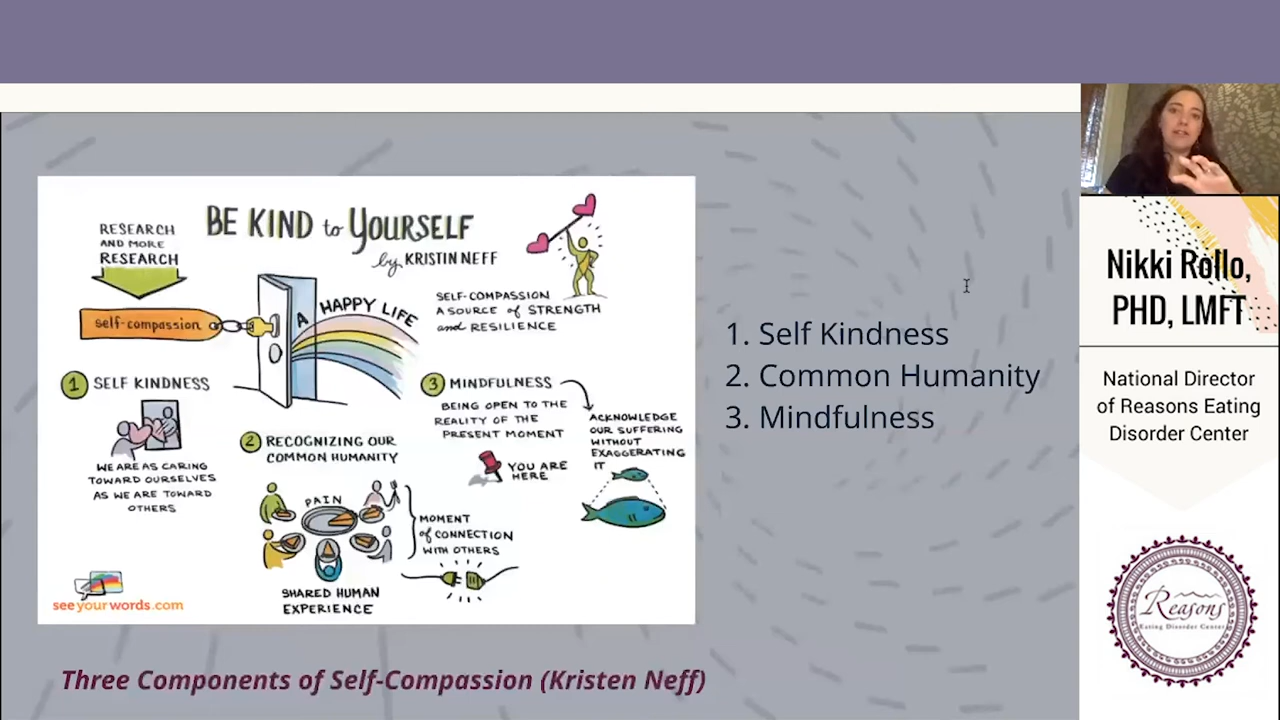 RESEARCH
AND MORE
RESEARCH
BE KIND to YOURSELF
by KRISTIN NEFF
self-compassion
A HAPPY LIFE
SELF-COMPASSION
A SOURCE of STRENGTH
and RESILIENCE
1 SELF KINDNESS
WE ARE AS CARING
TOWARD OURSELVES
AS WE ARE TOWARD
OTHERS
2 RECOGNIZING OUR
COMMON HUMANITY
PAIN
MOMENT
of CONNECTION
WITH OTHERS
SHARED HUMAN
EXPERIENCE
3 MINDFULNESS
BEING OPEN TO THE
REALITY OF THE
PRESENT MOMENT
YOU ARE
HERE
ACKNOWLEDGE
OUR SUFFERING
WITHOUT
EXAGGERATING
IT
seeyourwords.com
1. Self Kindness
2. Common Humanity
3. Mindfulness
Three Components of Self-Compassion (Kristen Neff)
Nikki Rollo,
PHD, LMFT
National Director
of Reasons Eating
Disorder Center
Reasons
Eating Disorder Center